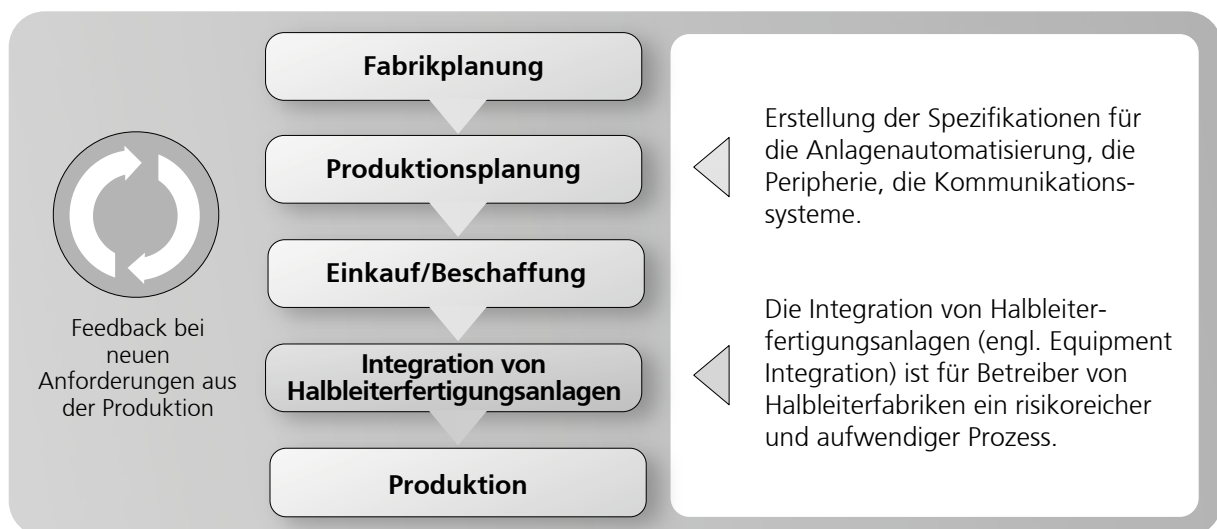 Fabrikplanung
Produktionsplanung
Einkauf/Beschaffung
Integration von
Halbleiterfertigungsanlagen
Produktion
Feedback bei
neuen
Anforderungen aus
der Produktion
Erstellung der Spezifikationen für
die Anlagenautomatisierung, die
Peripherie, die Kommunikations-
systeme.
Die Integration von Halbleiter-
fertigungsanlagen (engl. Equipment
Integration) ist für Betreiber von
Halbleiterfabriken ein risikoreicher
und aufwendiger Prozess.